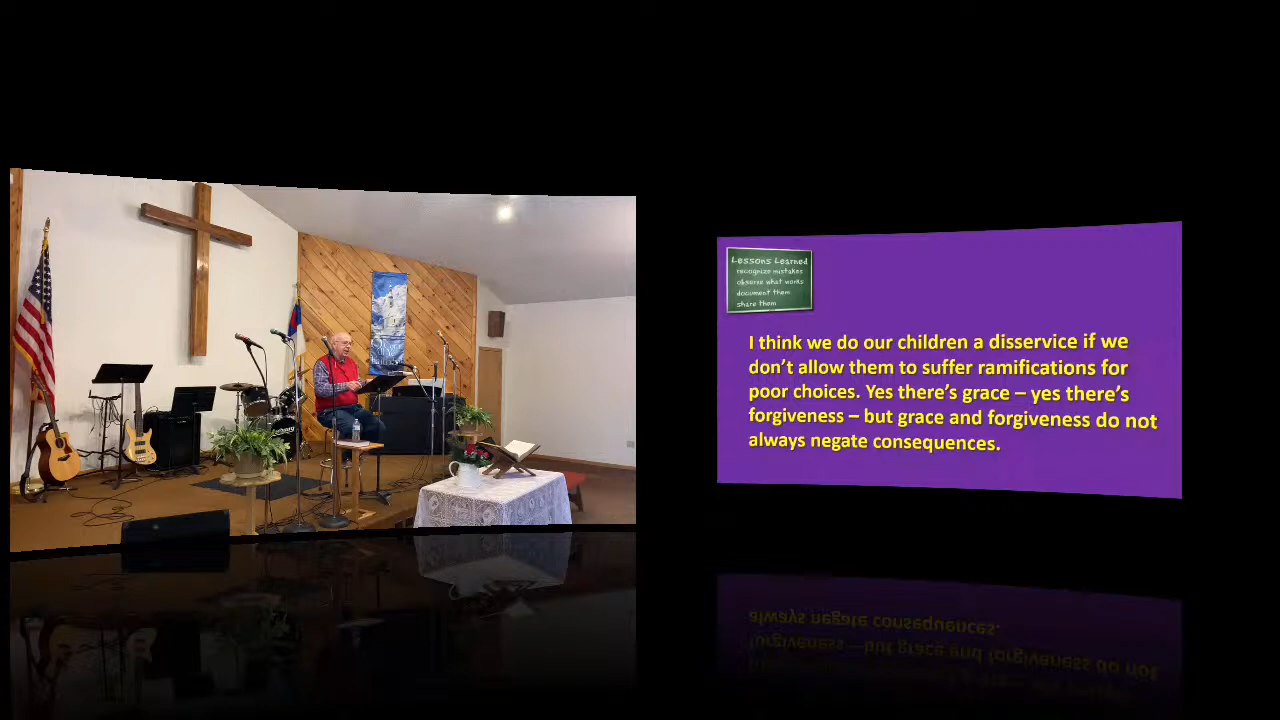 Lessons Learned
recognize mistakes
observe what works
document them
share them
I think we do our children a disservice if we
don't allow them to suffer ramifications for
poor choices. Yes there's grace – yes there's
forgiveness – but grace and forgiveness do not
always negate consequences.